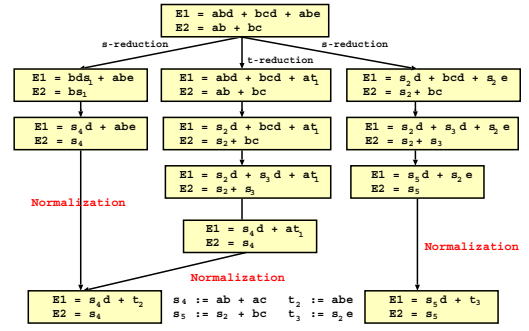 E1 = abd + bcd + abe
E2 = ab + bc
s-reduction
s-reduction
t-reduction
E1 = bds₁ + abe
E2 = bs₁
E1 = abd + bcd + at₁
E2 = ab + bc
E1 = s₂d + bcd + s₂e
E2 = s₂+ bc
E1 = s₄d + abe
E2 = s₄
E1 = s₂d + bcd + at₁
E2 = s₂+ bc
E1 = s₂d + s₃d + s₂e
E2 = s₂+ s₃
E1 = s₂d + s₃d + at₁
E2 = s₂+ s₃
E1 = s₅d + s₂e
E2 = s₅
Normalization
E1 = s₄d + at₁
E2 = s₄
Normalization
Normalization
E1 = s₄d + t₂
E2 = s₄
s₄ := ab + ac t₂ := abe
s₅ := s₂ + bc t₃ := s₂e
E1 = s₅d + t₃
E2 = s₅